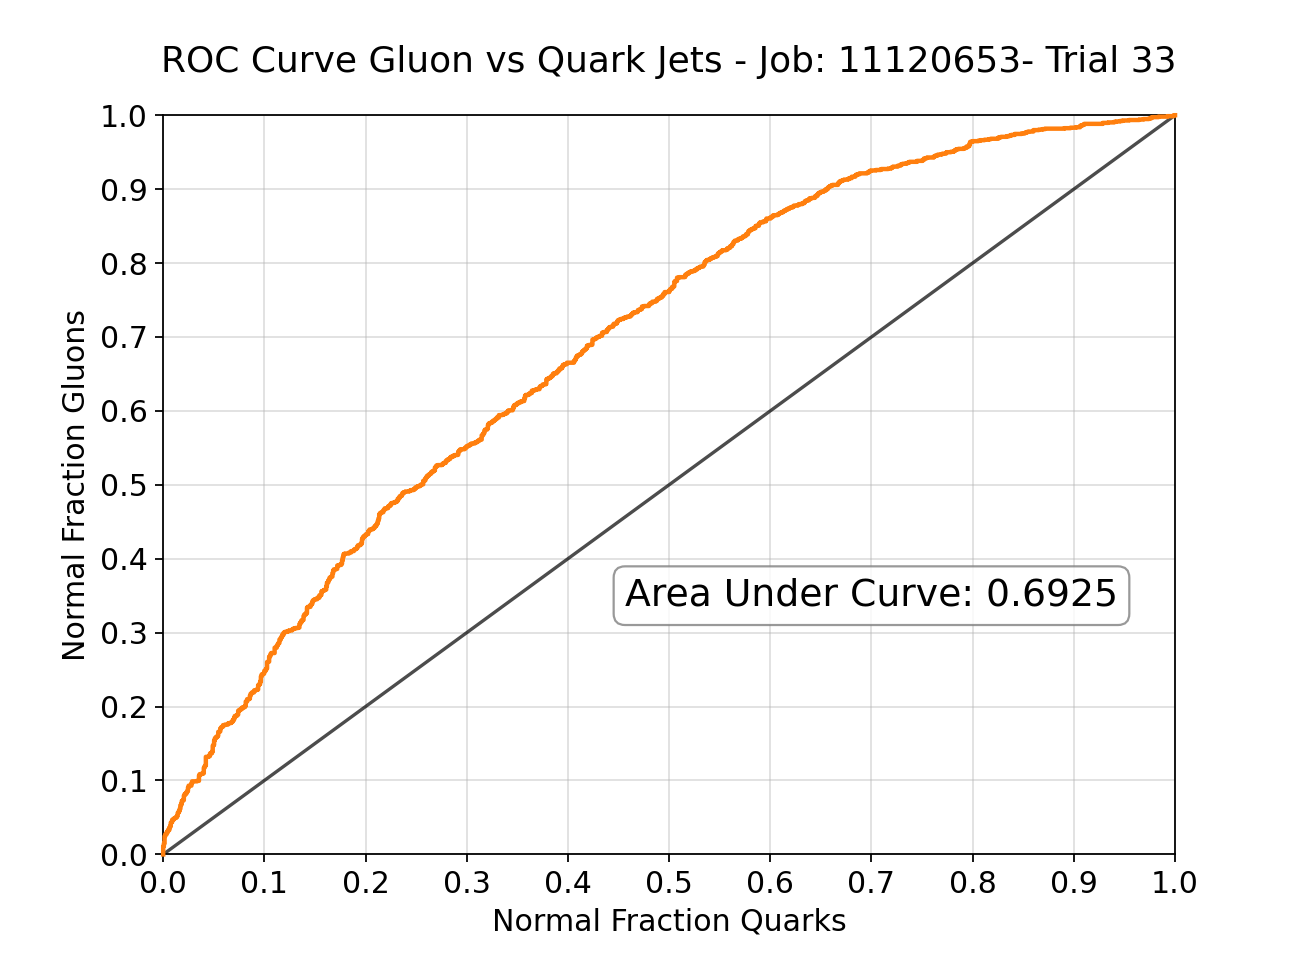 ROC Curve Gluon vs Quark Jets - Job: 11120653- Trial 33
1.0
0.9
0.8
0.7
0.6
0.5
0.4
0.3
0.2
0.1
0.0
Normal Fraction Gluons
Area Under Curve: 0.6925
0.0 0.1 0.2 0.3 0.4 0.5 0.6 0.7 0.8 0.9 1.0
Normal Fraction Quarks